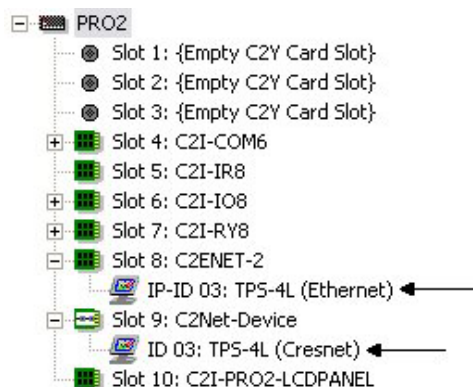 PRO2
Slot 1: {Empty C2Y Card Slot}
Slot 2: {Empty C2Y Card Slot}
Slot 3: {Empty C2Y Card Slot}
Slot 4: C2I-COM6
Slot 5: C2I-IR8
Slot 6: C2I-IO8
Slot 7: C2I-RY8
Slot 8: C2ENET-2
IP-ID 03: TPS-4L (Ethernet)
Slot 9: C2Net-Device
ID 03: TPS-4L (Cresnet)
Slot 10: C2I-PRO2-LCDPANEL